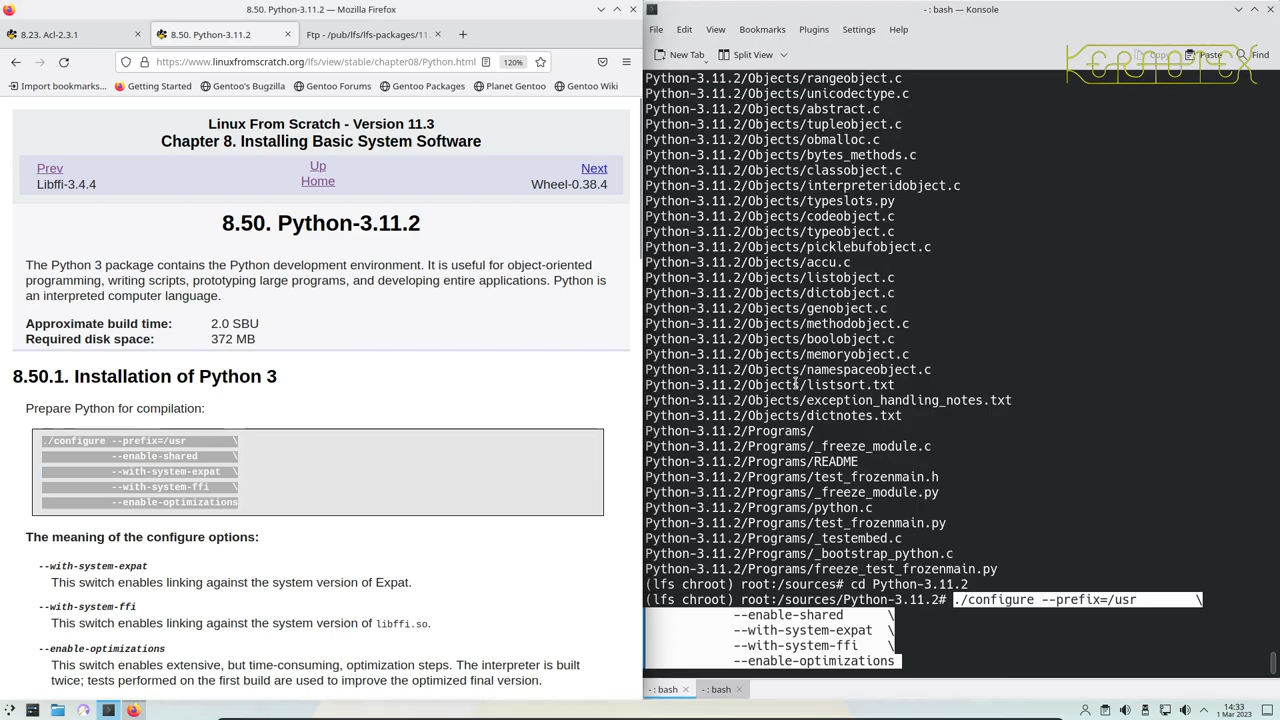 8.50. Python-3.11.2 — Mozilla Firefox
8.23. Acl-2.3.1
8.50. Python-3.11.2
Ftp - /pub/lfs/lfs-packages/11.
https://www.linuxfromscratch.org/lfs/view/stable/chapter08/Python.html
120%
Import bookmarks...
Getting Started
Gentoo's Bugzilla
Gentoo Forums
Gentoo Packages
Planet Gentoo
Gentoo Wiki
Linux From Scratch - Version 11.3
Chapter 8. Installing Basic System Software
Prev
Up
Next
Libffi-3.4.4
Home
Wheel-0.38.4
8.50. Python-3.11.2
The Python 3 package contains the Python development environment. It is useful for object-oriented
programming, writing scripts, prototyping large programs, and developing entire applications. Python is
an interpreted computer language.
Approximate build time: 2.0 SBU
Required disk space: 372 MB
8.50.1. Installation of Python 3
Prepare Python for compilation:
./configure --prefix=/usr \
--enable-shared \
--with-system-expat \
--with-system-ffi \
--enable-optimizations
The meaning of the configure options:
--with-system-expat
This switch enables linking against the system version of Expat.
--with-system-ffi
This switch enables linking against the system version of libffi.so.
--enable-optimizations
This switch enables extensive, but time-consuming, optimization steps. The interpreter is built
twice; tests performed on the first build are used to improve the optimized final version.
- : bash — Konsole
File Edit View Bookmarks Plugins Settings Help
New Tab
Split View
Copy
Paste
Find
KERNOTEX
Python-3.11.2/Objects/rangeobject.c
Python-3.11.2/Objects/unicodectype.c
Python-3.11.2/Objects/abstract.c
Python-3.11.2/Objects/tupleobject.c
Python-3.11.2/Objects/obmalloc.c
Python-3.11.2/Objects/bytes_methods.c
Python-3.11.2/Objects/classobject.c
Python-3.11.2/Objects/interpreteridobject.c
Python-3.11.2/Objects/typeslots.py
Python-3.11.2/Objects/codeobject.c
Python-3.11.2/Objects/typeobject.c
Python-3.11.2/Objects/picklebufobject.c
Python-3.11.2/Objects/accu.c
Python-3.11.2/Objects/listobject.c
Python-3.11.2/Objects/dictobject.c
Python-3.11.2/Objects/genobject.c
Python-3.11.2/Objects/methodobject.c
Python-3.11.2/Objects/boolobject.c
Python-3.11.2/Objects/memoryobject.c
Python-3.11.2/Objects/namespaceobject.c
Python-3.11.2/Objects/listsort.txt
Python-3.11.2/Objects/exception_handling_notes.txt
Python-3.11.2/Objects/dictnotes.txt
Python-3.11.2/Programs/
Python-3.11.2/Programs/_freeze_module.c
Python-3.11.2/Programs/README
Python-3.11.2/Programs/test_frozenmain.h
Python-3.11.2/Programs/_freeze_module.py
Python-3.11.2/Programs/python.c
Python-3.11.2/Programs/test_frozenmain.py
Python-3.11.2/Programs/_testembed.c
Python-3.11.2/Programs/_bootstrap_python.c
Python-3.11.2/Programs/freeze_test_frozenmain.py
(lfs chroot) root:/sources# cd Python-3.11.2
(lfs chroot) root:/sources/Python-3.11.2# ./configure --prefix=/usr \
--enable-shared \
--with-system-expat \
--with-system-ffi \
--enable-optimizations
- : bash
- : bash
14:33
1 Mar 2023